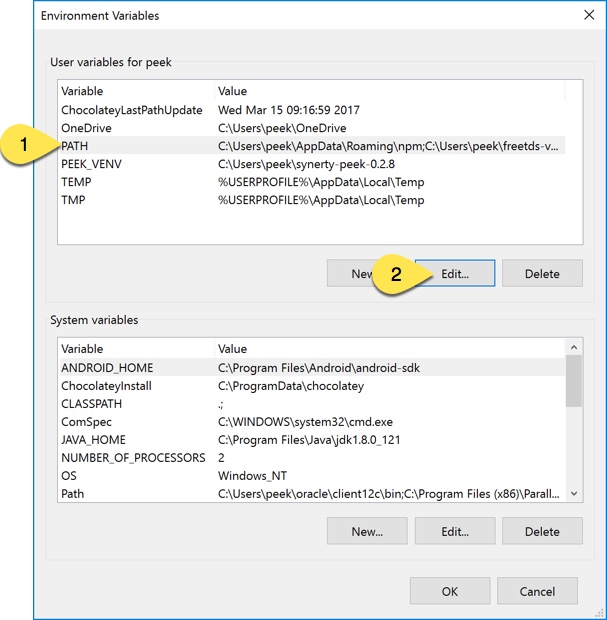 Environment Variables
User variables for peek
Variable Value
ChocolateyLastPathUpdate Wed Mar 15 09:16:59 2017
OneDrive C:\Users\peek\OneDrive
1 PATH C:\Users\peek\AppData\Roaming\npm;C:\Users\peek\freetds-v...
PEEK_VENV C:\Users\peek\synerty-peek-0.2.8
TEMP %USERPROFILE%\AppData\Local\Temp
TMP %USERPROFILE%\AppData\Local\Temp
New 2 Edit... Delete
System variables
Variable Value
ANDROID_HOME C:\Program Files\Android\android-sdk
ChocolateyInstall C:\ProgramData\chocolatey
CLASSPATH .;
ComSpec C:\WINDOWS\system32\cmd.exe
JAVA_HOME C:\Program Files\Java\jdk1.8.0_121
NUMBER_OF_PROCESSORS 2
OS Windows_NT
Path C:\Users\peek\oracle\client12c\bin;C:\Program Files (x86)\Parall...
New... Edit... Delete
OK Cancel